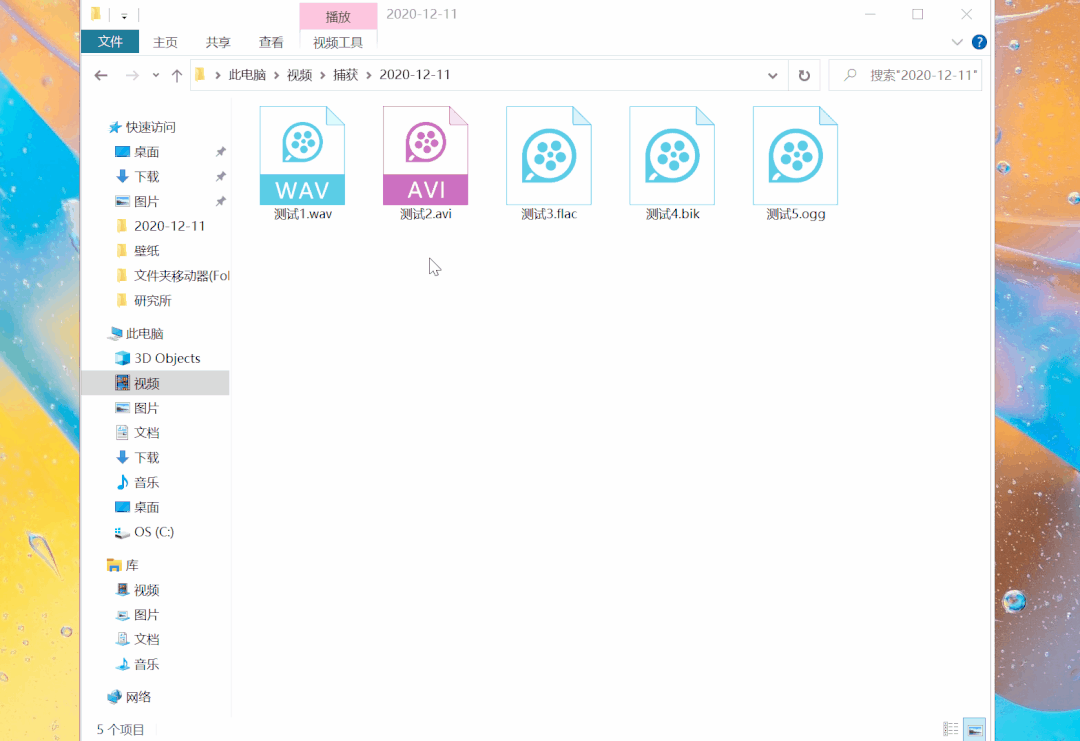 播放
2020-12-11
文件
主页
共享
查看
视频工具
此电脑 视频 捕获 2020-12-11
搜索"2020-12-11"
快速访问
桌面
下载
图片
2020-12-11
壁纸
文件夹移动器(Fol
研究所
此电脑
3D Objects
视频
图片
文档
下载
音乐
桌面
OS (C:)
库
视频
图片
文档
音乐
网络
WAV
AVI
测试1.wav
测试2.avi
测试3.flac
测试4.bik
测试5.ogg
5 个项目